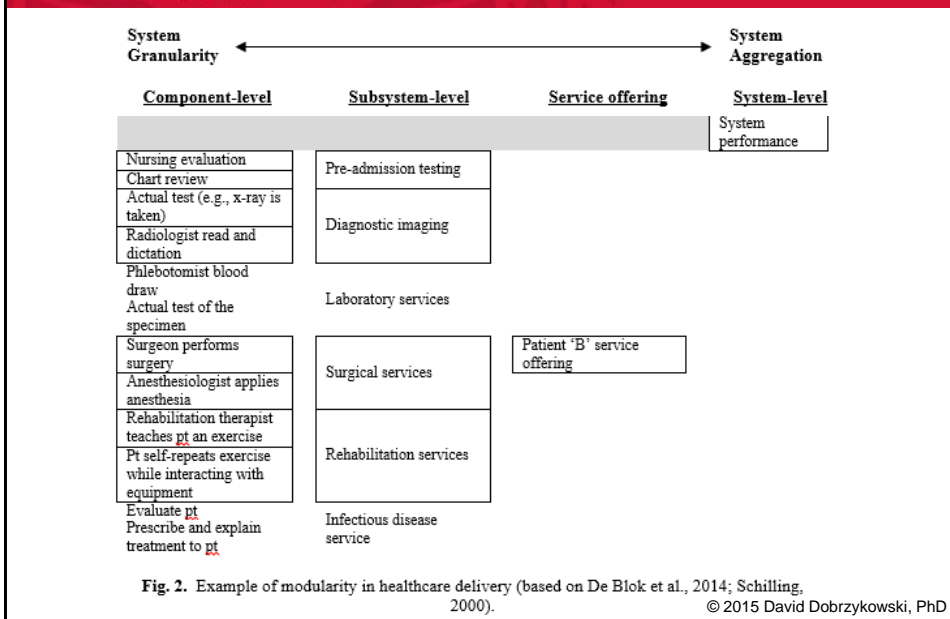 System
Granularity
System
Aggregation
Component-level
Subsystem-level
Service offering
System-level
System
performance
Nursing evaluation
Chart review
Pre-admission testing
Actual test (e.g., x-ray is
taken)
Radiologist read and
dictation
Diagnostic imaging
Phlebotomist blood
draw
Actual test of the
specimen
Laboratory services
Surgeon performs
surgery
Anesthesiologist applies
anesthesia
Surgical services
Patient ‘B’ service
offering
Rehabilitation therapist
teaches pt an exercise
Pt self-repeats exercise
while interacting with
equipment
Rehabilitation services
Evaluate pt
Prescribe and explain
treatment to pt
Infectious disease
service
Fig. 2. Example of modularity in healthcare delivery (based on De Blok et al., 2014; Schilling,
2000).
© 2015 David Dobrzykowski, PhD